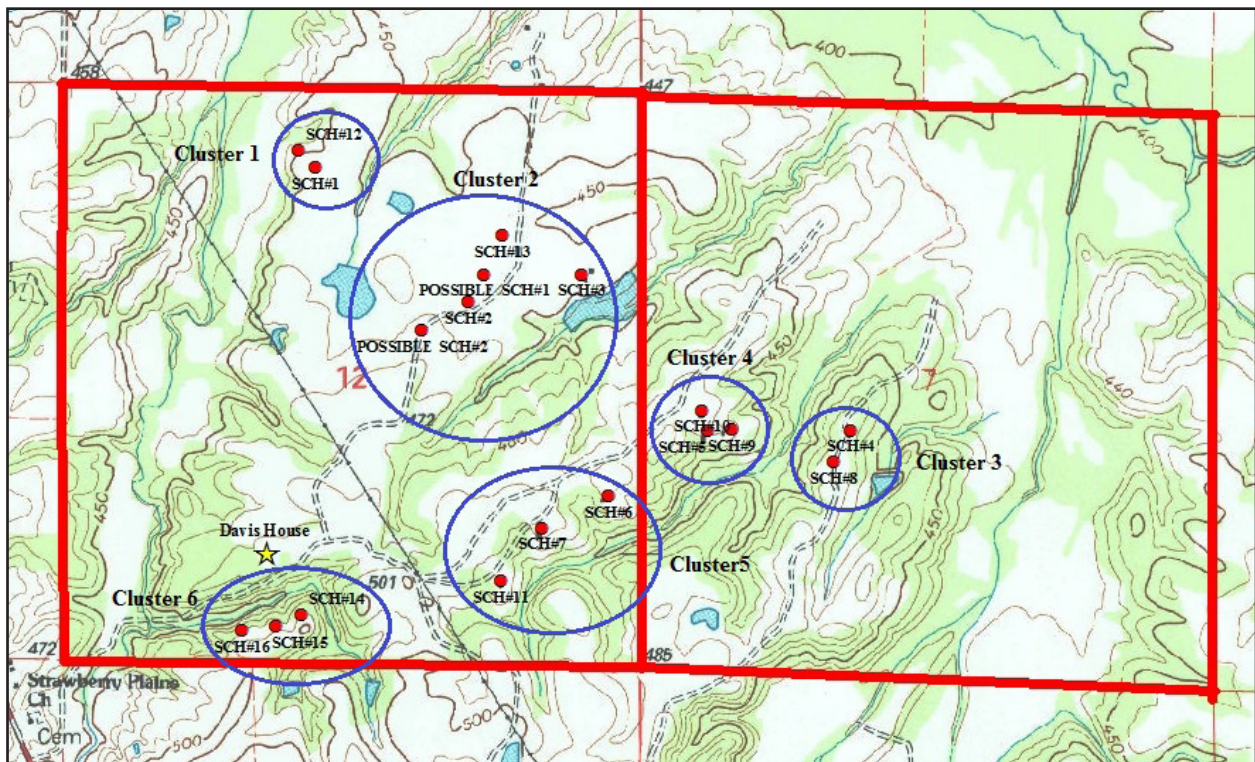 400
450
458
447
400
SCH#12
Cluster 1
SCH#1
Cluster 2
450
450
SCH#13
POSSIBLE SCH#1
SCH#3
SCH#2
POSSIBLE SCH#2
12
Cluster 4
450
7
440
472
SCH#10
SCH#9
SCH#4
SCH#8
Cluster 3
450
450
SCH#6
SCH#7
Davis House
Cluster5
501
SCH#11
Cluster 6
SCH#14
SCH#15
SCH#16
472
485
Strawberry Plains
Ch
Cem
500
500